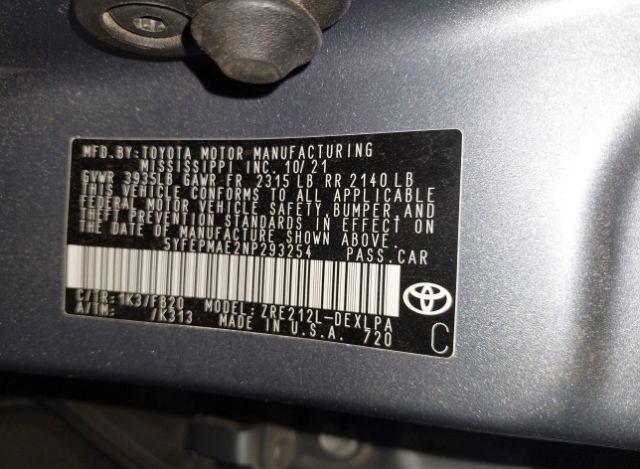 MFD.BY:TOYOTA MOTOR MANUFACTURING
MISSISSIPPI INC. 10/21
GVWR 3935LB GAWR FR 2315 LB RR 2140 LB
THIS VEHICLE CONFORMS TO ALL APPLICABLE
FEDERAL MOTOR VEHICLE SAFETY, BUMPER, AND
THEFT PREVENTION STANDARDS IN EFFECT ON
THE DATE OF MANUFACTURE SHOWN ABOVE.
5YFEPMAE2NP293254 PASS.CAR
C/TR: 1K3/FB20 MODEL: ZRE212L-DEXLPA
A/TM: /K313 MADE IN U.S.A. 720
C